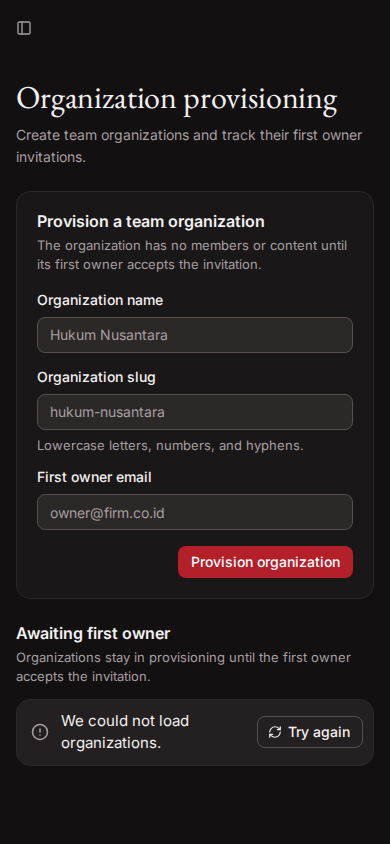 Organization provisioning
Create team organizations and track their first owner
invitations.
Provision a team organization
The organization has no members or content until
its first owner accepts the invitation.
Organization name
Hukum Nusantara
Organization slug
hukum-nusantara
Lowercase letters, numbers, and hyphens.
First owner email
owner@firm.co.id
Provision organization
Awaiting first owner
Organizations stay in provisioning until the first owner
accepts the invitation.
We could not load
organizations.
Try again